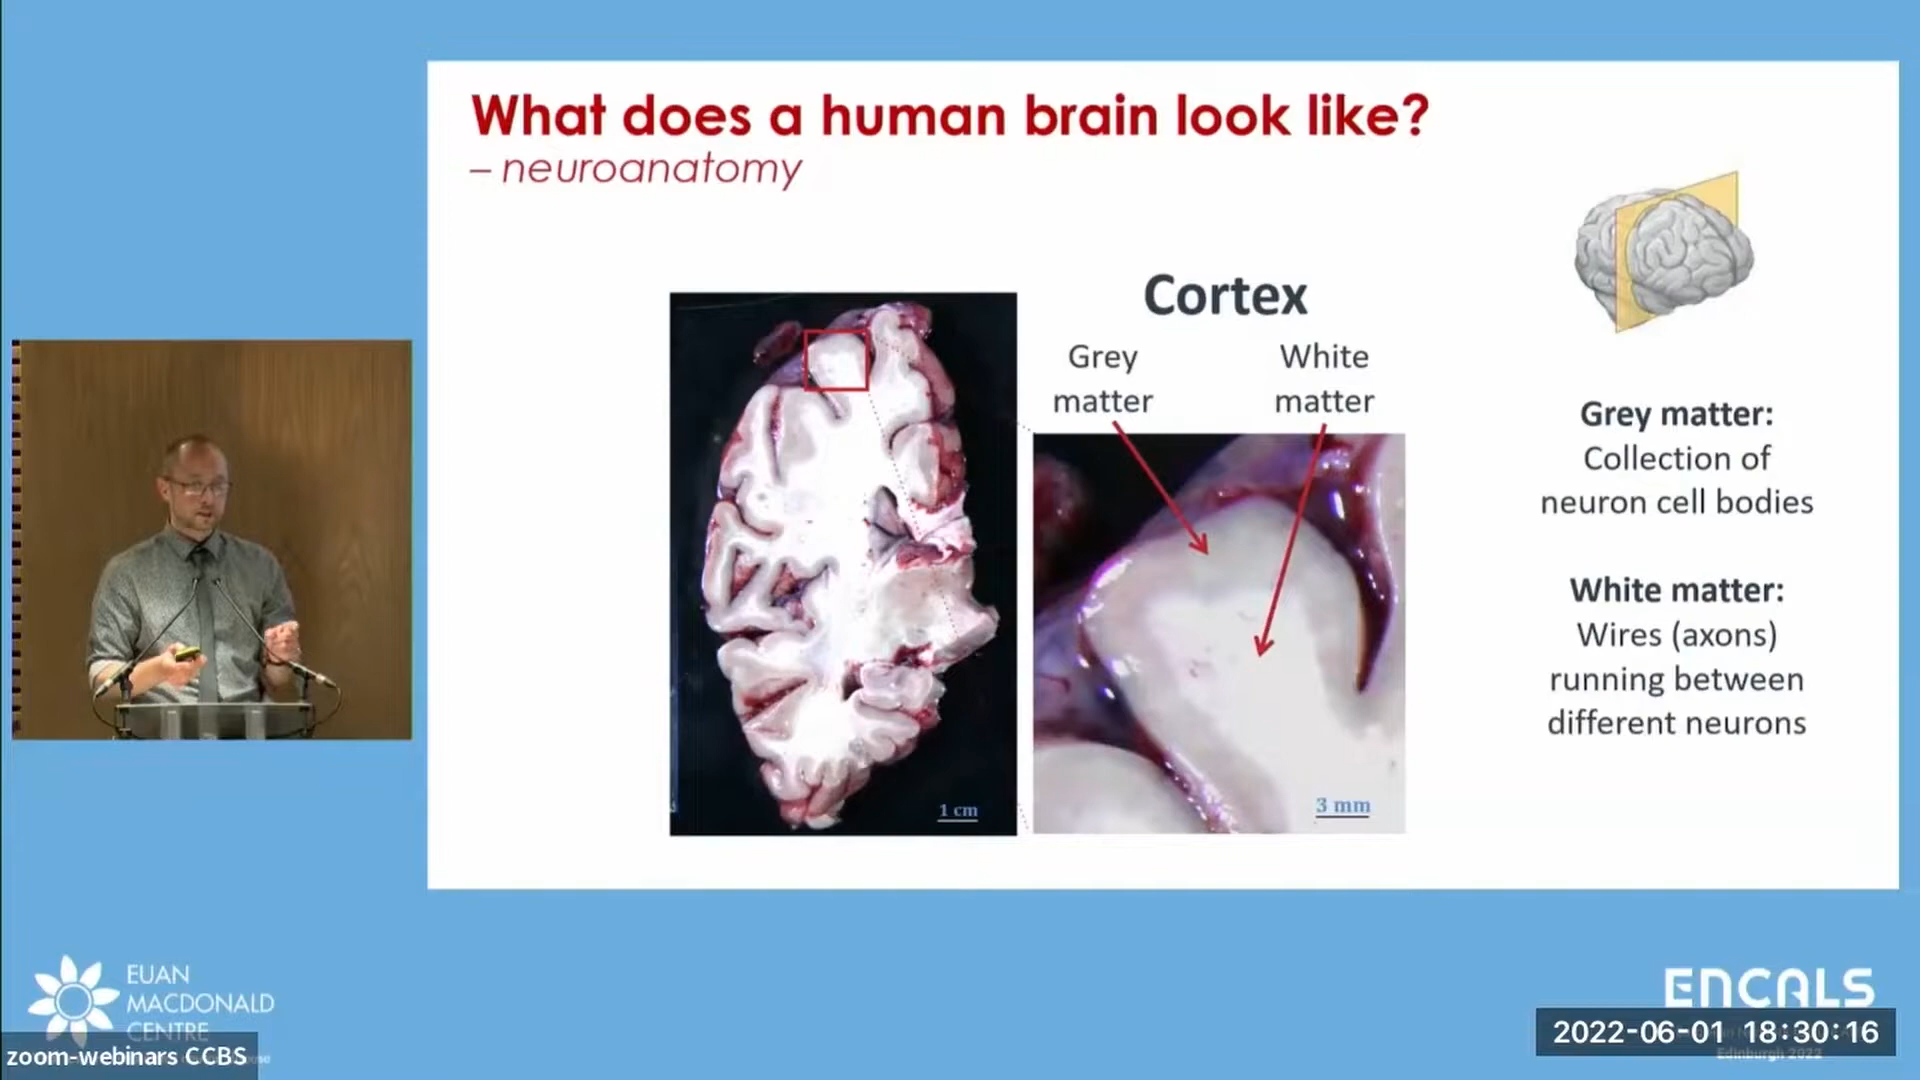 What does a human brain look like?
– neuroanatomy
Cortex
Grey
matter
White
matter
1 cm
3 mm
Grey matter:
Collection of
neuron cell bodies
White matter:
Wires (axons)
running between
different neurons
EUAN
MACDONALD
CENTRE
zoom-webinars CCBS
ENCALS
2022-06-01 18:30:16
Edinburgh 2022